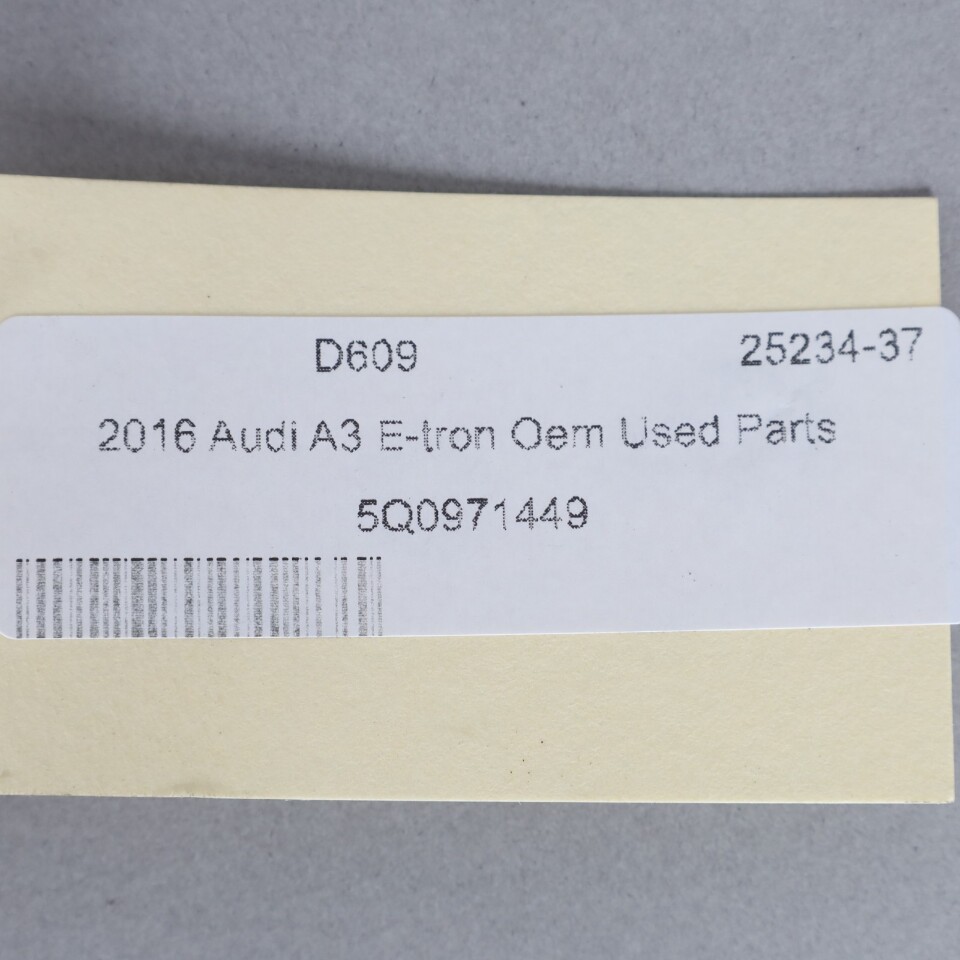 D609 25234-37
2016 Audi A3 E-tron Oem Used Parts
5Q0971449